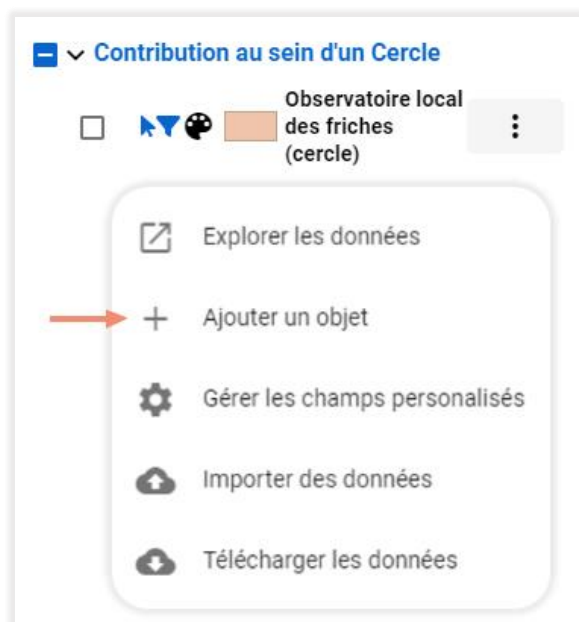 Contribution au sein d'un Cercle
Observatoire local
des friches
(cercle)
Explorer les données
Ajouter un objet
Gérer les champs personalisés
Importer des données
Télécharger les données